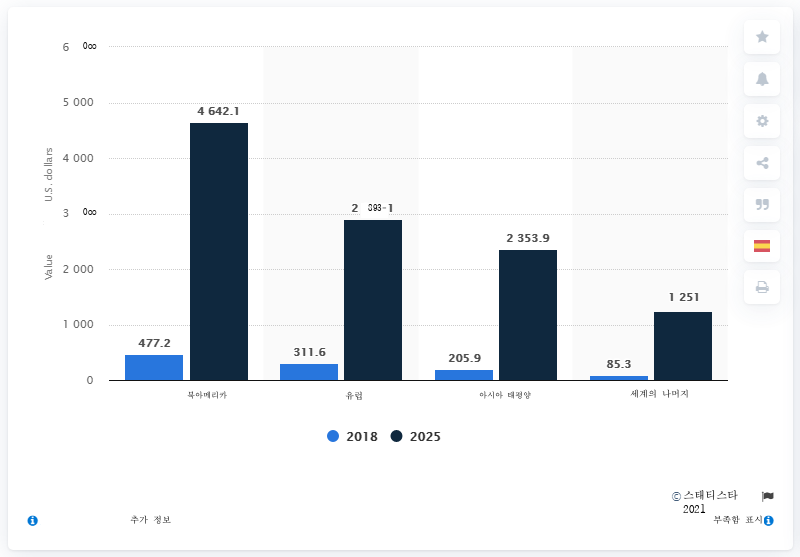 6 000
5 000
4 000
3 000
2 000
1 000
0
Value
U.S. dollars
4 642.1
2 893-1
2 353.9
1 251
477.2
311.6
205.9
85.3
북아메리카
유럽
아시아 태평양
세계의 나머지
2018
2025
© 스태티스타
2021
추가 정보
부족함 표시